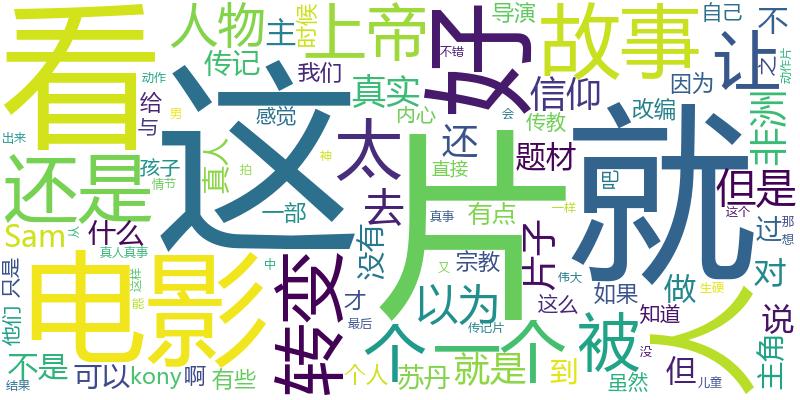 看
人物
主
时候
上帝
好
导演
不错
故事
自己
不
让
之
动作片
动作
传记
我们
真实
信仰
因为
给
与
感觉
内心
传教
改编
非洲
男
会
出来
还是
孩子
真人
这
太
还
直接
题材
就
但是
情节
拍
神
片
巴
Sam
从
什么
一部
去
真事
有点
一样
这个
过
那
想
真人真事
没有
宗教
片子
伟大
生硬
对
电影
中
才
以为
又
如果
做
他们
只是
这样
能
转变
这么
知道
人
说
最后
传记片
个
一个
被
没
主角
不是
可以
kony
啊
有些
个人
苏丹
就是
到
虽然
但
儿童
结果